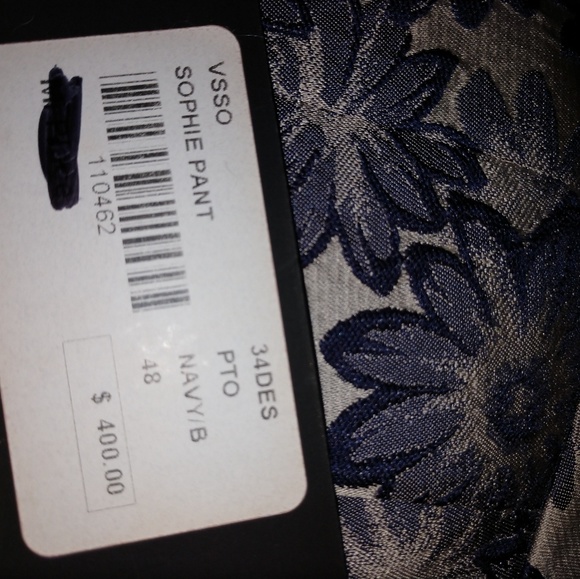 VSSO
SOPHIE PANT
110462
34DES
PTO
NAVY/B
48
$ 400.00